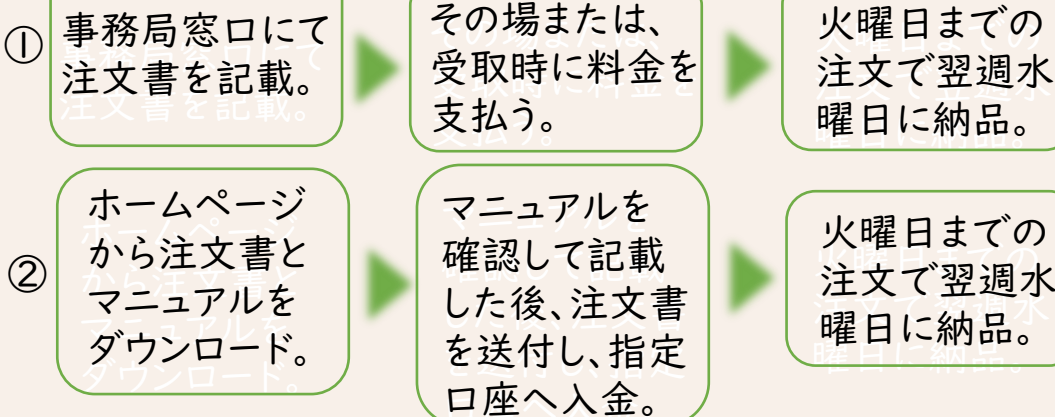 ①
事務局窓口にて
注文書を記載。
その場または、
受取時に料金を
支払う。
火曜日までの
注文で翌週水
曜日に納品。
②
ホームページ
から注文書と
マニュアルを
ダウンロード。
マニュアルを
確認して記載
した後、注文書
を送付し、指定
口座へ入金。
火曜日までの
注文で翌週水
曜日に納品。